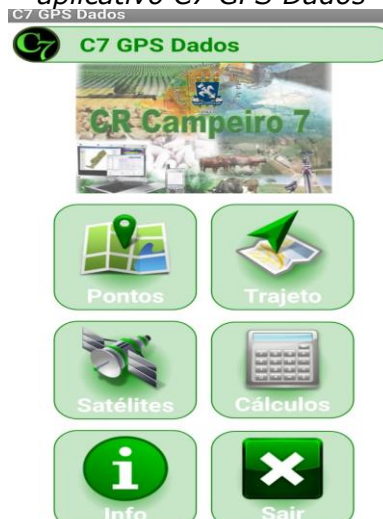 aplicativo C7 GPS Dados
C7 GPS Dados
C7 C7 GPS Dados
CR Campeiro 7
Pontos Trajeto
Satélites Cálculos
Info Sair